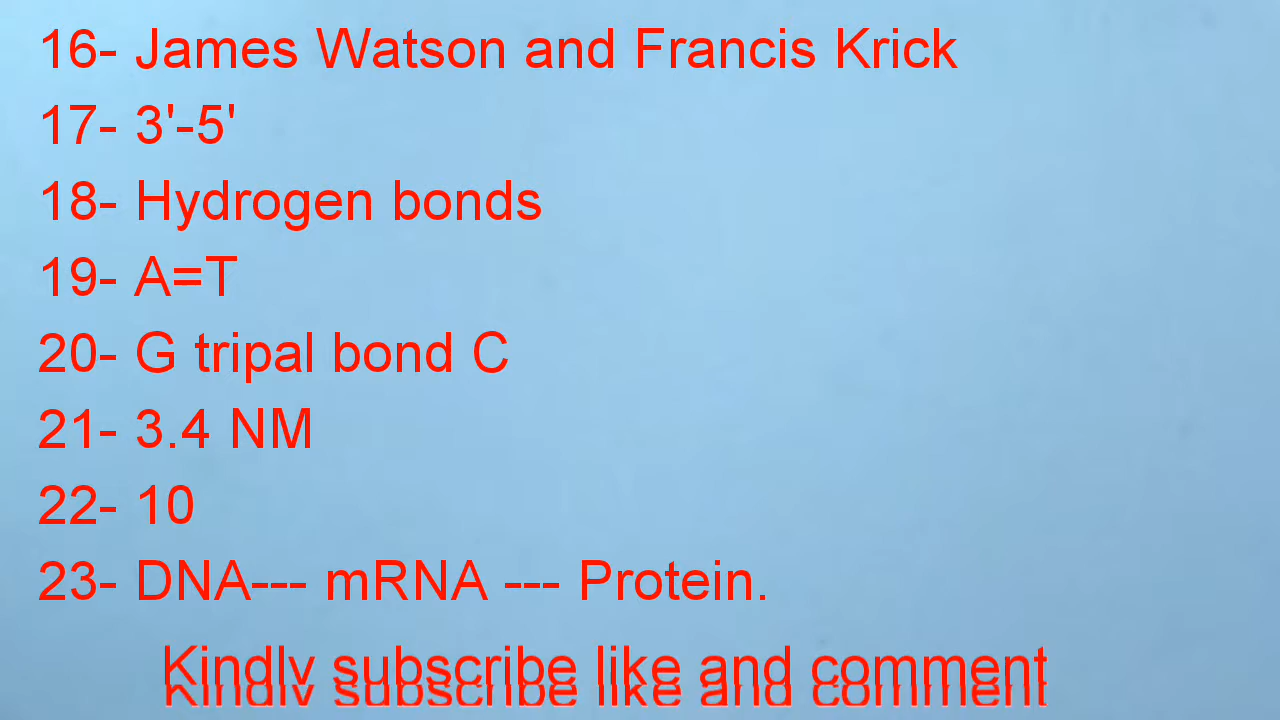 16- James Watson and Francis Krick
17- 3'-5'
18- Hydrogen bonds
19- A=T
20- G tripal bond C
21- 3.4 NM
22- 10
23- DNA--- mRNA --- Protein.
Kindly subscribe like and comment